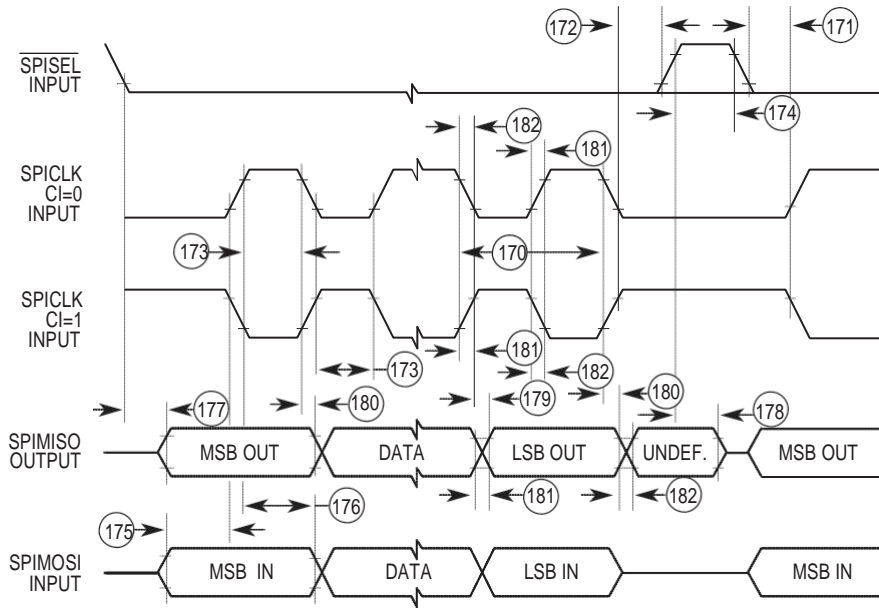 172
171
SPISEL
INPUT
174
182
181
SPICLK
CI=0
INPUT
173
170
SPICLK
CI=1
INPUT
181
173
182
177
180
179
180
178
SPIMISO
OUTPUT
MSB OUT
DATA
LSB OUT
UNDEF.
MSB OUT
176
181
182
175
SPIMOSI
INPUT
MSB IN
DATA
LSB IN
MSB IN